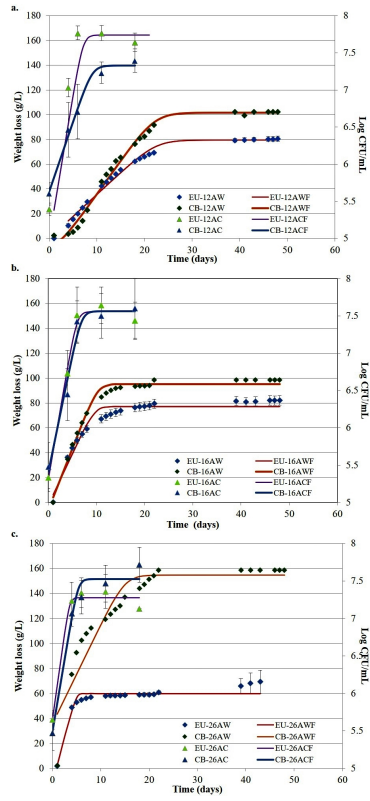 a.
180
160
140
120
100
80
60
40
20
0
Weight loss (g/L)
8
7.5
7
6.5
6
5.5
5
Log CFU/mL
EU-12AW EU-12AWF
CB-12AW CB-12AWF
EU-12AC EU-12ACF
CB-12AC CB-12ACF
0 10 20 30 40 50 60
Time (days)
b.
180
160
140
120
100
80
60
40
20
0
Weight loss (g/L)
8
7.5
7
6.5
6
5.5
5
Log CFU/mL
EU-16AW EU-16AWF
CB-16AW CB-16AWF
EU-16AC EU-16ACF
CB-16AC CB-16ACF
0 10 20 30 40 50 60
Time (days)
c.
180
160
140
120
100
80
60
40
20
0
Weight loss (g/L)
8
7.5
7
6.5
6
5.5
5
Log CFU/mL
EU-26AW EU-26AWF
CB-26AW CB-26AWF
EU-26AC EU-26ACF
CB-26AC CB-26ACF
0 10 20 30 40 50 60
Time (days)